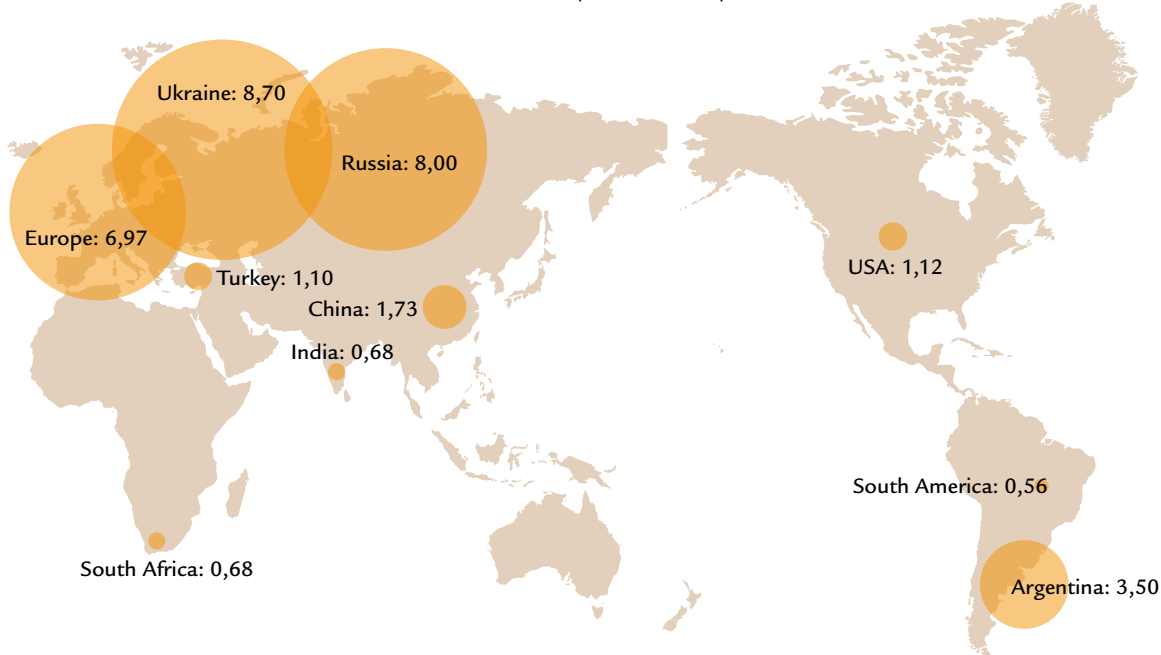 Ukraine: 8,70
Russia: 8,00
Europe: 6,97
USA: 1,12
Turkey: 1,10
China: 1,73
India: 0,68
South America: 0,56
South Africa: 0,68
Argentina: 3,50